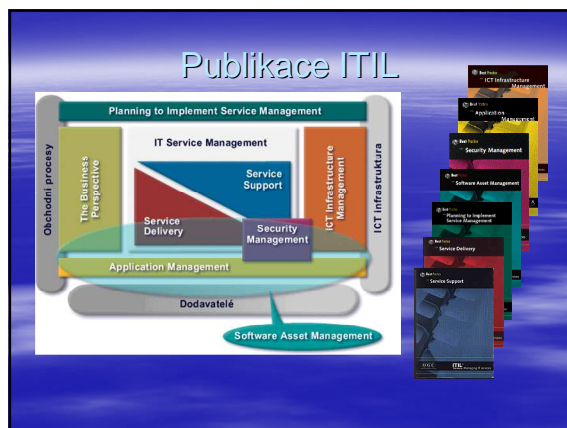 Publikace ITIL
Planning to Implement Service Management
Obchodní procesy
The Business
Perspective
IT Service Management
Service
Support
Service
Delivery
Security
Management
ICT Infrastructure
Management
ICT infrastruktura
Application Management
Dodavatelé
Software Asset Management
ICT Infrastructure
Management
Application
Management
Security Management
Software Asset Management
Planning to Implement
Service Management
Service Delivery
Service Support
OGC
ITIL